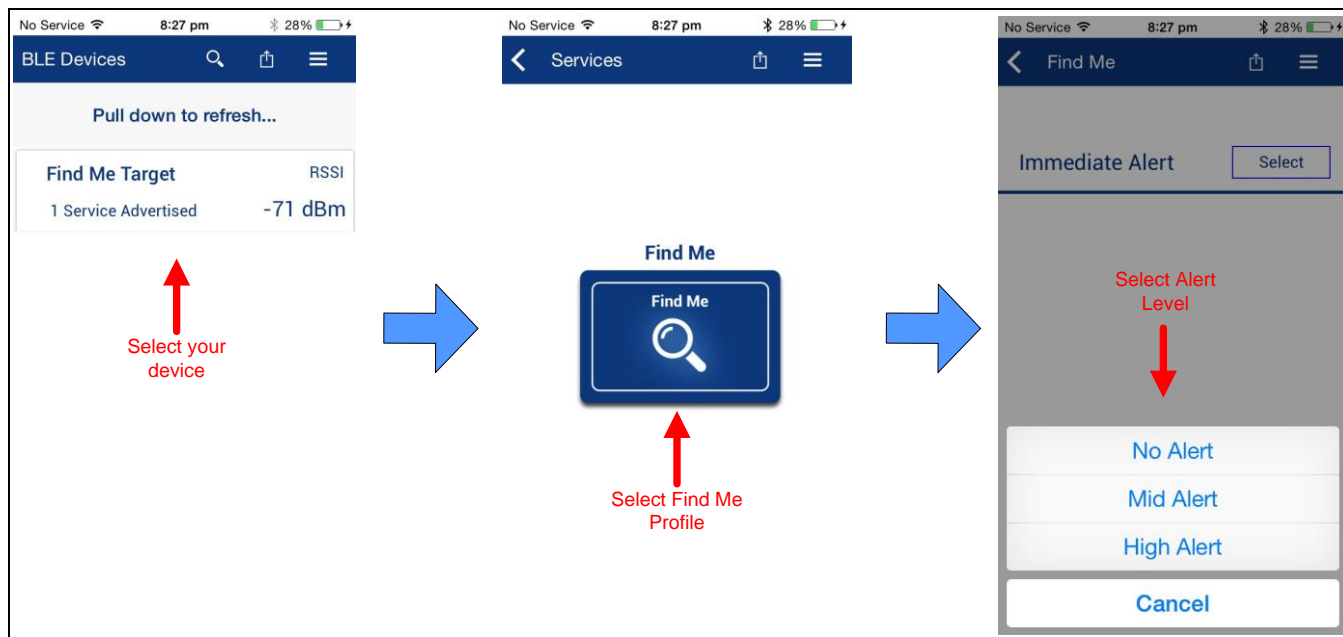 No Service 8:27 pm 28%
BLE Devices
Pull down to refresh...
Find Me Target RSSI
1 Service Advertised -71 dBm
Select your
device
No Service 8:27 pm 28%
Services
Find Me
Find Me
Select Find Me
Profile
No Service 8:27 pm 28%
Find Me
Immediate Alert Select
Select Alert
Level
No Alert
Mid Alert
High Alert
Cancel